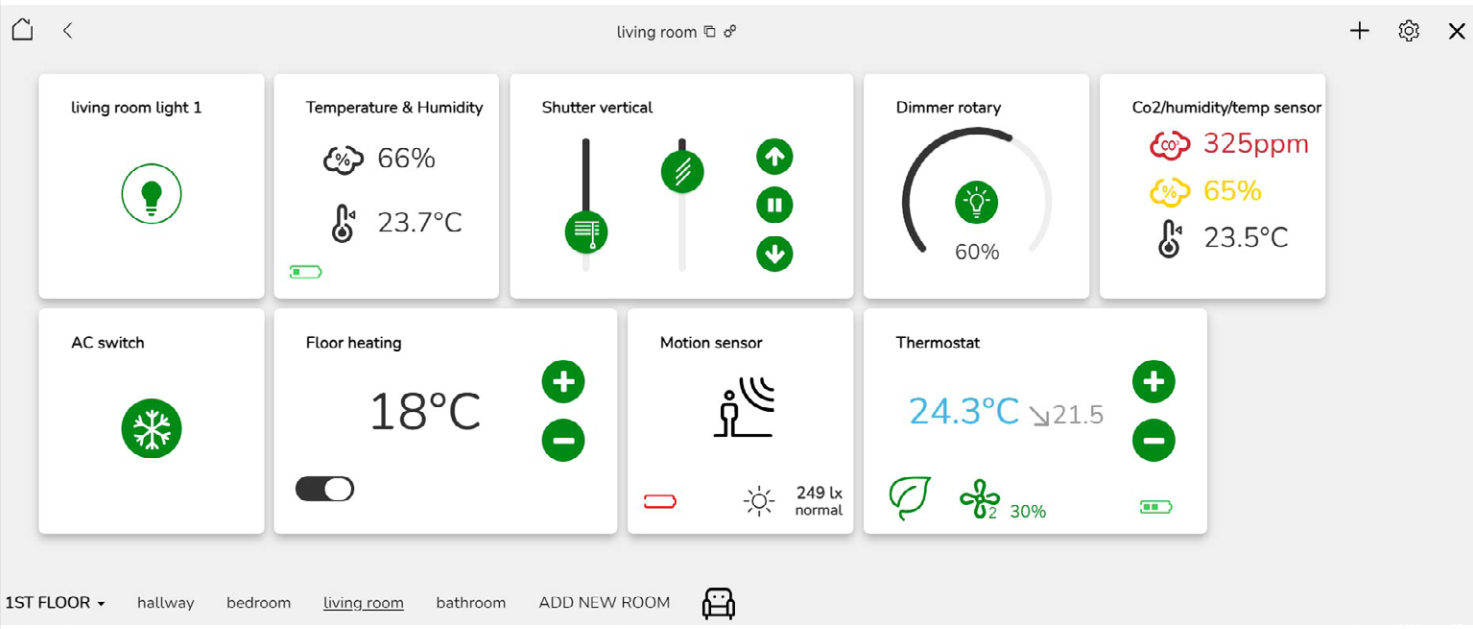 living room
living room light 1
Temperature & Humidity
66%
23.7°C
Shutter vertical
Dimmer rotary
60%
Co2/humidity/temp sensor
CO² 325ppm
% 65%
23.5°C
AC switch
Floor heating
18°C
Motion sensor
249 lx
normal
Thermostat
24.3°C 21.5
2 30%
1ST FLOOR hallway bedroom living room bathroom ADD NEW ROOM